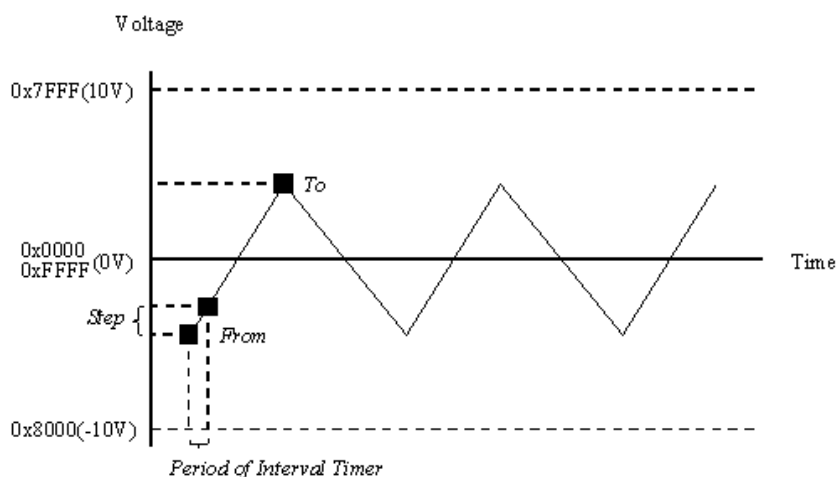 Voltage
0x7FFF(10V)
To
0x0000
0xFFFF(0V)
Time
Step {
From
0x8000(-10V)
Period of Interval Timer